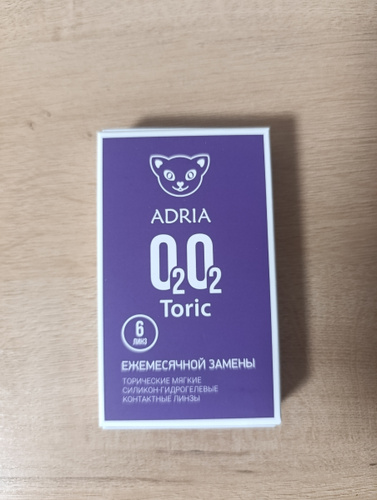 ADRIA
O2O2
Toric
6
ЛИНЗ
ЕЖЕМЕСЯЧНОЙ ЗАМЕНЫ
ТОРИЧЕСКИЕ МЯГКИЕ
СИЛИКОН-ГИДРОГЕЛЕВЫЕ
КОНТАКТНЫЕ ЛИНЗЫ